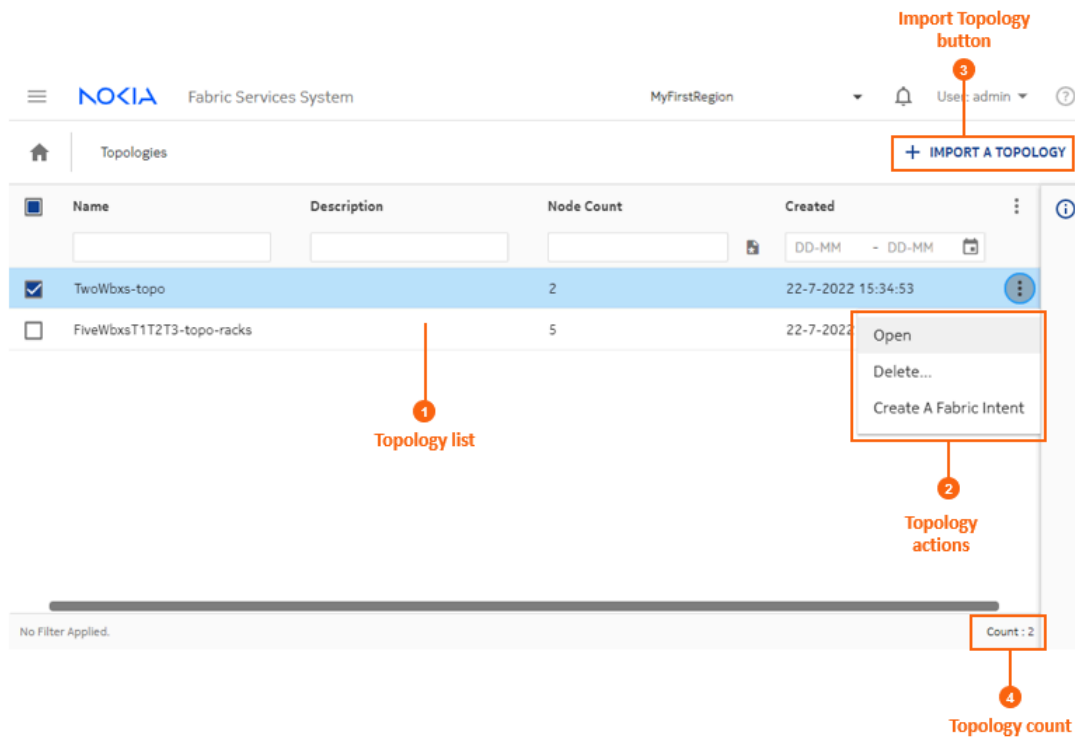 Import Topology
button
3
NOKIA Fabric Services System MyFirstRegion User: admin ?
Topologies + IMPORT A TOPOLOGY
Name Description Node Count Created
DD-MM - DD-MM
TwoWbxs-topo 2 22-7-2022 15:34:53
FiveWbxsT1T2T3-topo-racks 5 22-7-2022
Open
Delete...
Create A Fabric Intent
1
Topology list
2
Topology
actions
No Filter Applied. Count : 2
4
Topology count